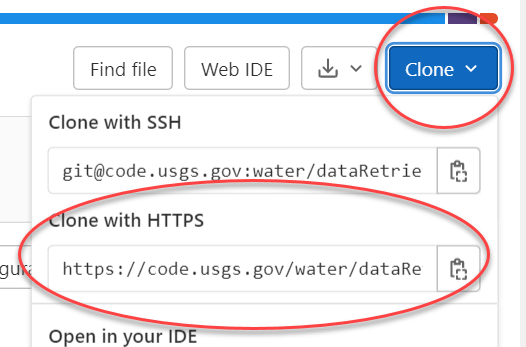 Find file Web IDE Clone
Clone with SSH
git@code.usgs.gov:water/dataRetrie
Clone with HTTPS
gura
https://code.usgs.gov/water/dataRe
Open in your IDE